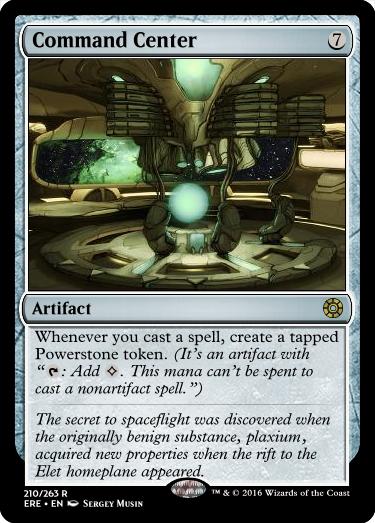 Command Center 7
Artifact
Whenever you cast a spell, create a tapped
Powerstone token. (It's an artifact with
“T: Add C. This mana can't be spent to
cast a nonartifact spell.”)
The secret to spaceflight was discovered when
the originally benign substance, plaxium,
acquired new properties when the rift to the
Elet homeplane appeared.
210/263 R
ERE • EN Sergey Musin
™ & © 2016 Wizards of the Coast